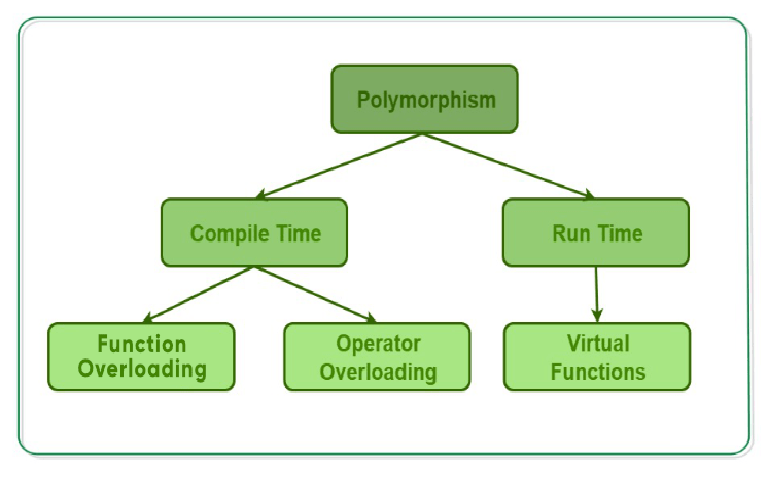 Polymorphism
Compile Time
Run Time
Function
Overloading
Operator
Overloading
Virtual
Functions